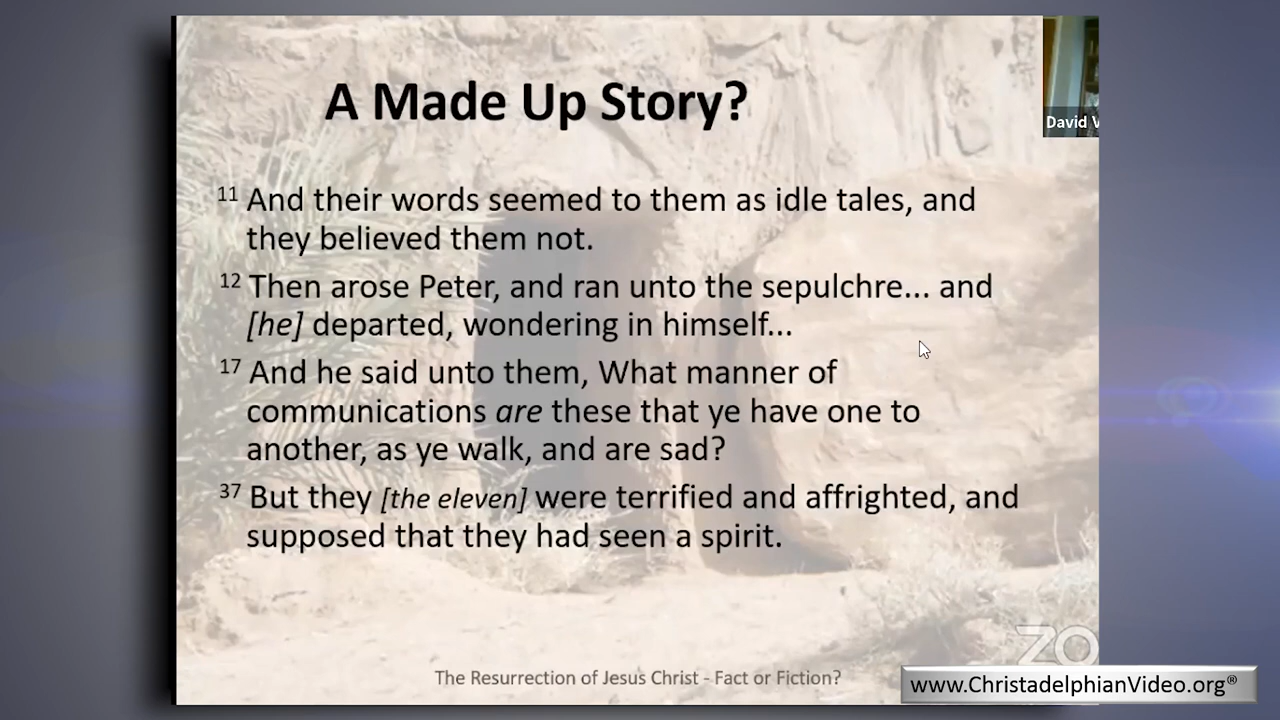 A Made Up Story?
David V
11 And their words seemed to them as idle tales, and
they believed them not.
12 Then arose Peter, and ran unto the sepulchre... and
[he] departed, wondering in himself...
17 And he said unto them, What manner of
communications are these that ye have one to
another, as ye walk, and are sad?
37 But they [the eleven] were terrified and affrighted, and
supposed that they had seen a spirit.
ZO
The Resurrection of Jesus Christ - Fact or Fiction?
www.ChristadelphianVideo.org®